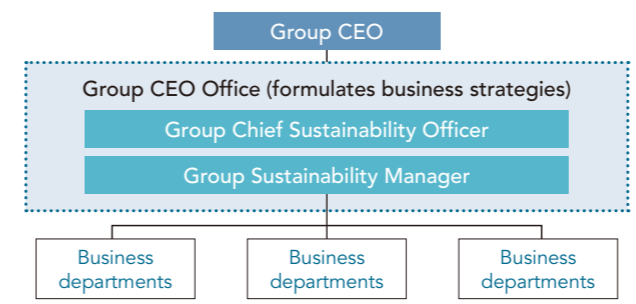 Group CEO
Group CEO Office (formulates business strategies)
Group Chief Sustainability Officer
Group Sustainability Manager
Business
departments
Business
departments
Business
departments